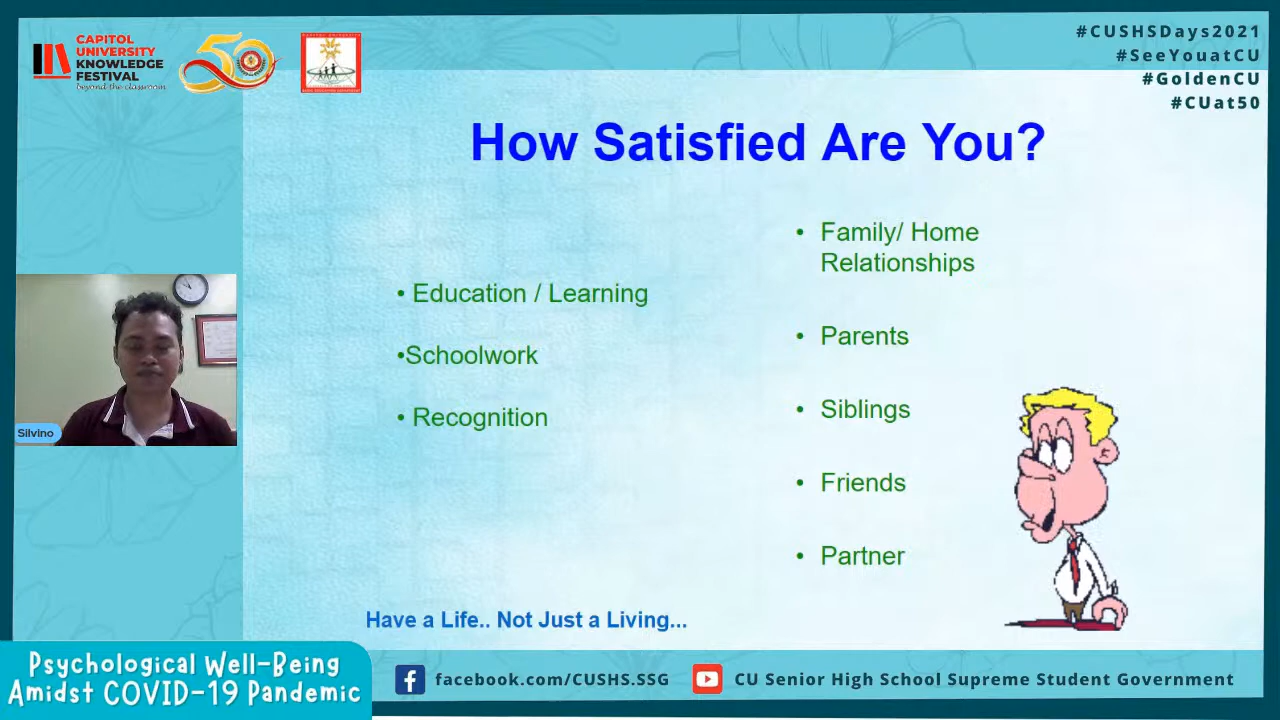 CAPITOL
UNIVERSITY
KNOWLEDGE
FESTIVAL
beyond the classroom
50
#CUSHSDays2021
#SeeYouatCU
#GoldenCU
#CUat50
How Satisfied Are You?
• Education / Learning
•Schoolwork
• Recognition
• Family/ Home
Relationships
• Parents
• Siblings
• Friends
• Partner
Silvino
Have a Life.. Not Just a Living...
Psychological Well-Being
Amidst COVID-19 Pandemic
facebook.com/CUSHS.SSG
CU Senior High School Supreme Student Government